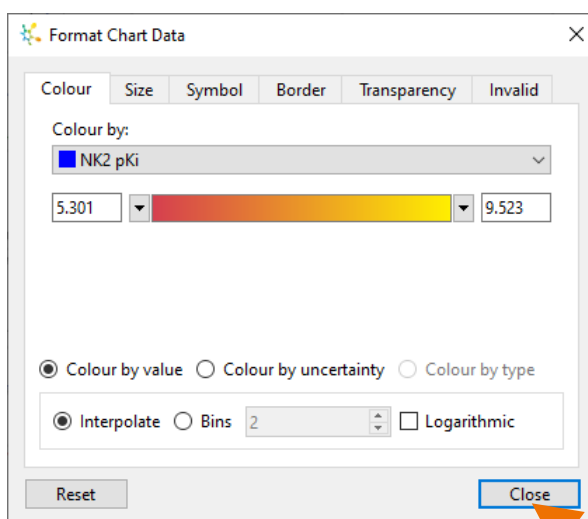 Format Chart Data
Colour Size Symbol Border Transparency Invalid
Colour by:
NK2 pKi
5.301 9.523
Colour by value Colour by uncertainty Colour by type
Interpolate Bins 2 Logarithmic
Reset Close